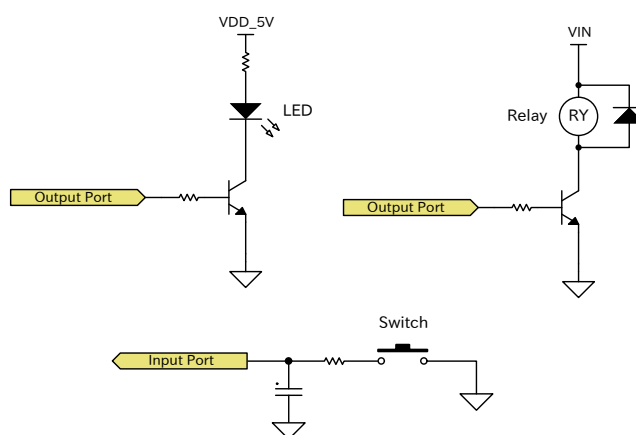 VDD_5V
LED
Output Port
VIN
Relay
RY
Output Port
Switch
Input Port